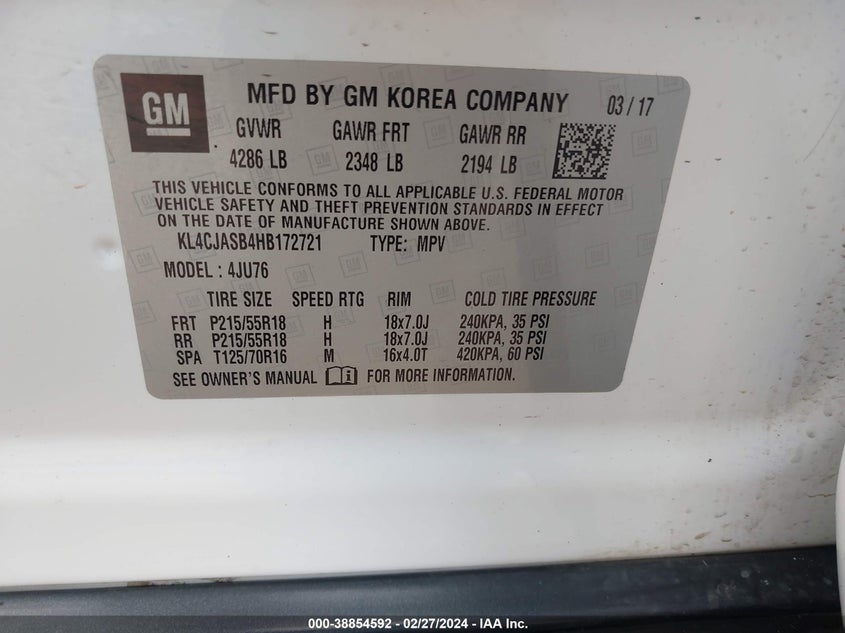 GM
MFD BY GM KOREA COMPANY 03 / 17
GVWR GAWR FRT GAWR RR
4286 LB 2348 LB 2194 LB
THIS VEHICLE CONFORMS TO ALL APPLICABLE U.S. FEDERAL MOTOR
VEHICLE SAFETY AND THEFT PREVENTION STANDARDS IN EFFECT
ON THE DATE OF MANUFACTURE SHOWN ABOVE.
KL4CJASB4HB172721 TYPE: MPV
MODEL : 4JU76
TIRE SIZE SPEED RTG RIM COLD TIRE PRESSURE
FRT P215/55R18 H 18x7.0J 240KPA, 35 PSI
RR P215/55R18 H 18x7.0J 240KPA, 35 PSI
SPA T125/70R16 M 16x4.0T 420KPA, 60 PSI
SEE OWNER'S MANUAL FOR MORE INFORMATION.
000-38854592 - 02/27/2024 - IAA Inc.